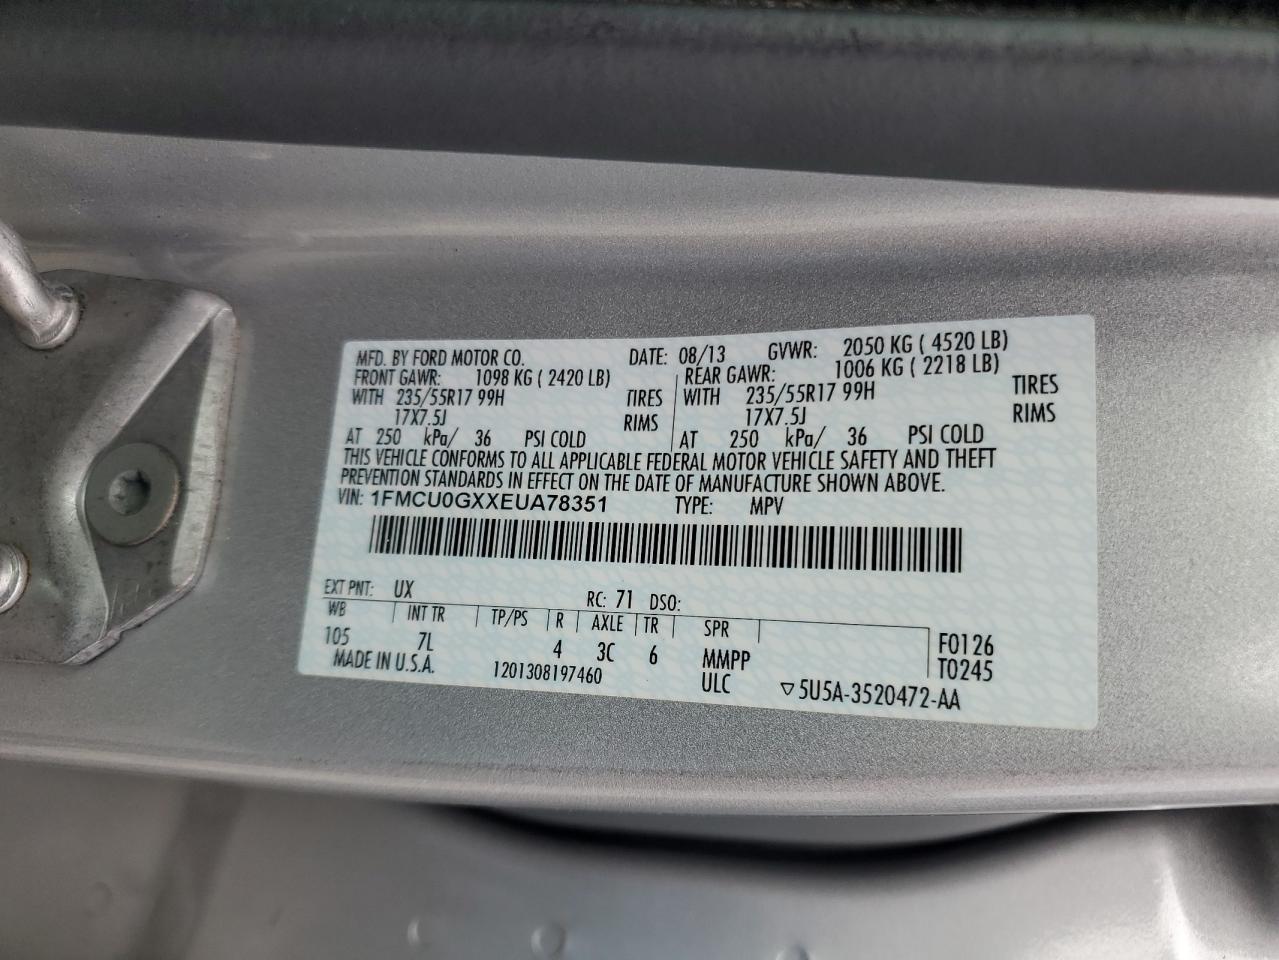 MFD. BY FORD MOTOR CO. DATE: 08/13 GVWR: 2050 KG ( 4520 LB)
FRONT GAWR: 1098 KG ( 2420 LB) REAR GAWR: 1006 KG ( 2218 LB)
WITH 235/55R17 99H TIRES WITH 235/55R17 99H TIRES
17X7.5J RIMS 17X7.5J RIMS
AT 250 kPa/ 36 PSI COLD AT 250 kPa/ 36 PSI COLD
THIS VEHICLE CONFORMS TO ALL APPLICABLE FEDERAL MOTOR VEHICLE SAFETY AND THEFT
PREVENTION STANDARDS IN EFFECT ON THE DATE OF MANUFACTURE SHOWN ABOVE.
VIN: 1FMCU0GXXEUA78351 TYPE: MPV
EXT PNT: UX RC: 71 DSO:
WB INT TR TP/PS R AXLE TR SPR
105 7L 4 3C 6 MMPP F0126
MADE IN U.S.A. 1201308197460 ULC T0245
▽5U5A-3520472-AA